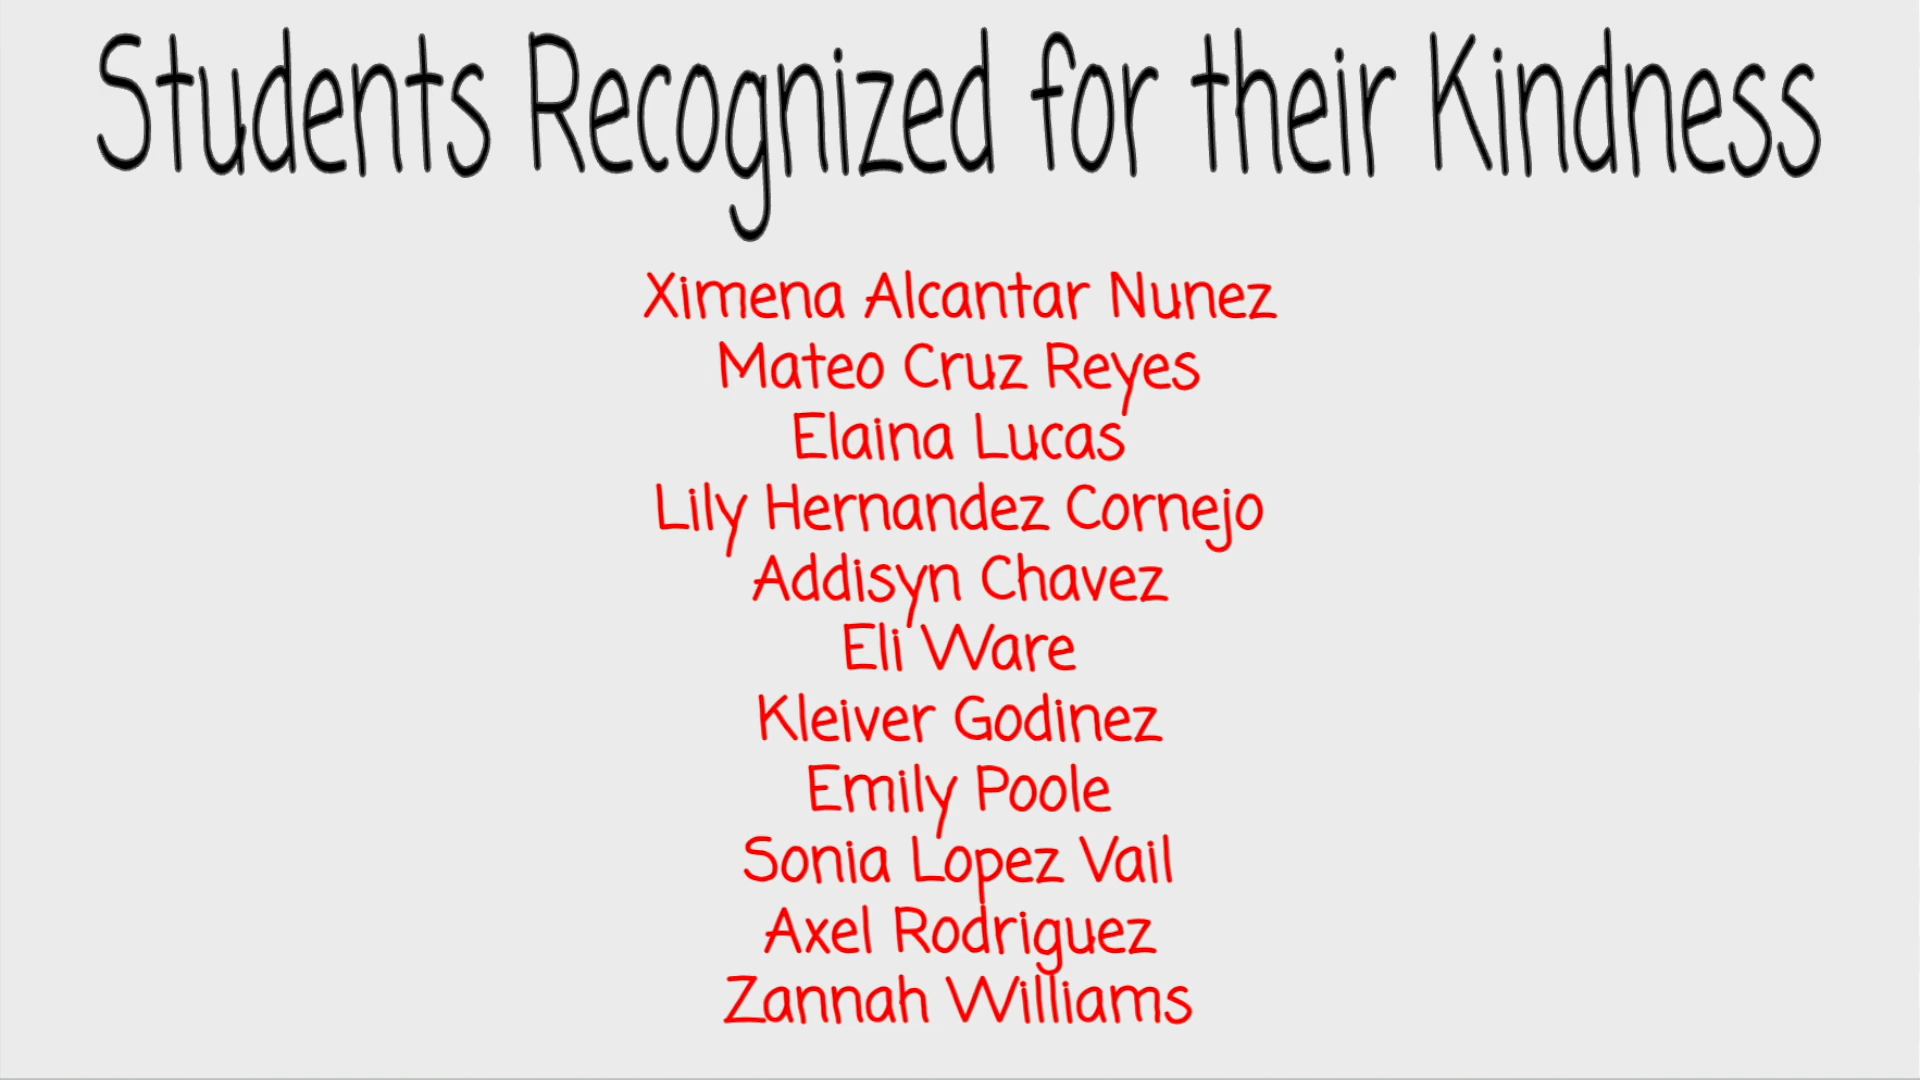 Students Recognized for their Kindness
Ximena Alcantar Nunez
Mateo Cruz Reyes
Elaina Lucas
Lily Hernandez Cornejo
Addisyn Chavez
Eli Ware
Kleiver Godinez
Emily Poole
Sonia Lopez Vail
Axel Rodriguez
Zannah Williams